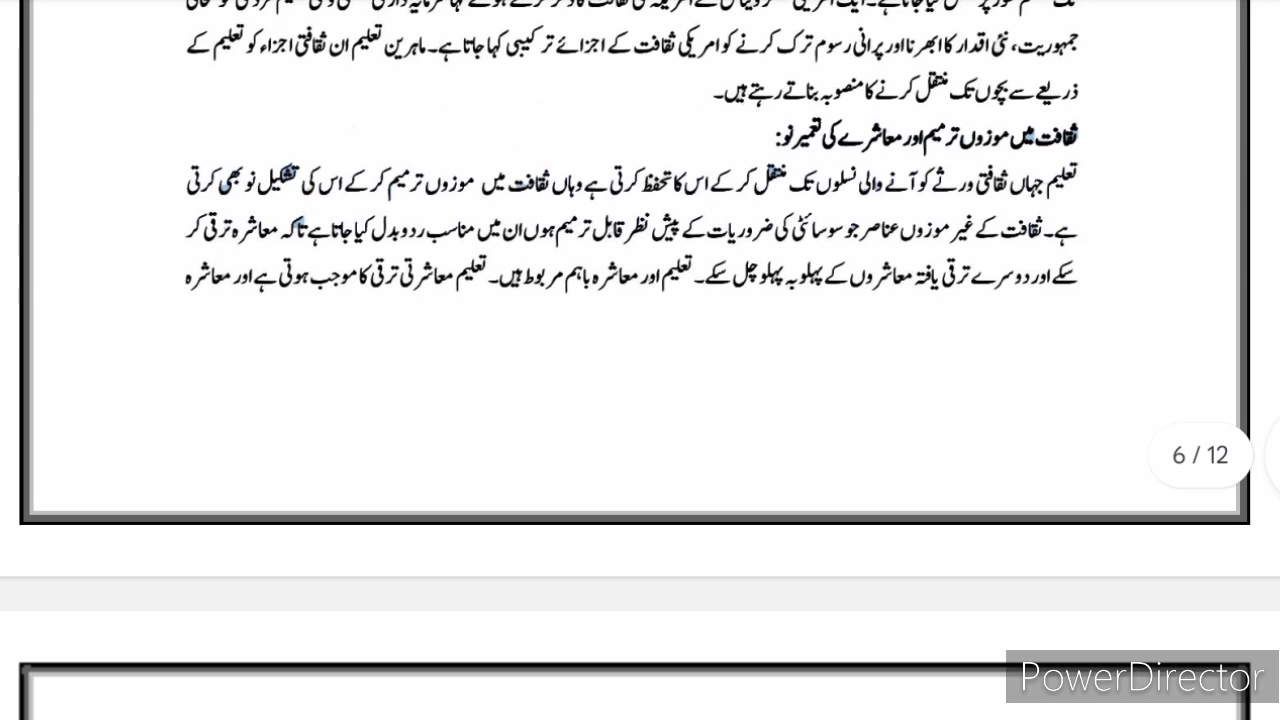 جمہوریت، نئی اقدار کا ابھرنا اور پرانی رسوم ترک کرنے کو امریکی ثقافت کے اجزائے ترکیبی کہا جاتا ہے۔ ماہرین تعلیم ان ثقافتی اجزاء کو تعلیم کے
ذریعے سے بچوں تک منتقل کرنے کا منصوبہ بناتے رہتے ہیں۔
ثقافت میں موزوں ترمیم اور معاشرے کی تعمیر نو:
تعلیم جہاں ثقافتی ورثے کو آنے والی نسلوں تک منتقل کر کے اس کا تحفظ کرتی ہے وہاں ثقافت میں موزوں ترمیم کر کے اس کی تشکیل نو بھی کرتی
ہے۔ ثقافت کے غیر موزوں عناصر جو سوسائٹی کی ضروریات کے پیش نظر قابل ترمیم ہوں ان میں مناسب ردوبدل کیا جاتا ہے تاکہ معاشرہ ترقی کر
سکے اور دوسرے ترقی یافتہ معاشروں کے پہلو بہ پہلو چل سکے۔ تعلیم اور معاشرہ باہم مربوط ہیں۔ تعلیم معاشرتی ترقی کا موجب ہوتی ہے اور معاشرہ
6 / 12
PowerDirector